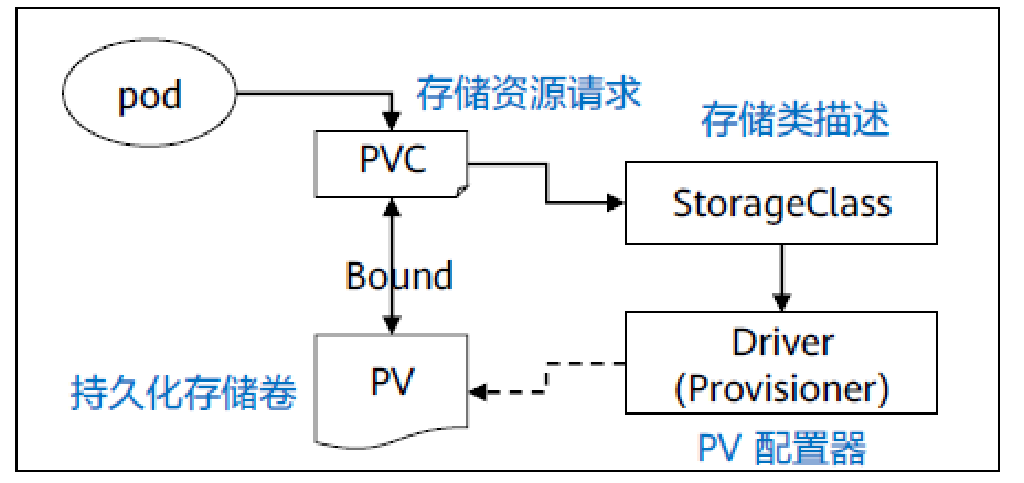 pod
存储资源请求
存储类描述
PVC
StorageClass
Bound
Driver
(Provisioner)
PV
持久化存储卷
PV 配置器